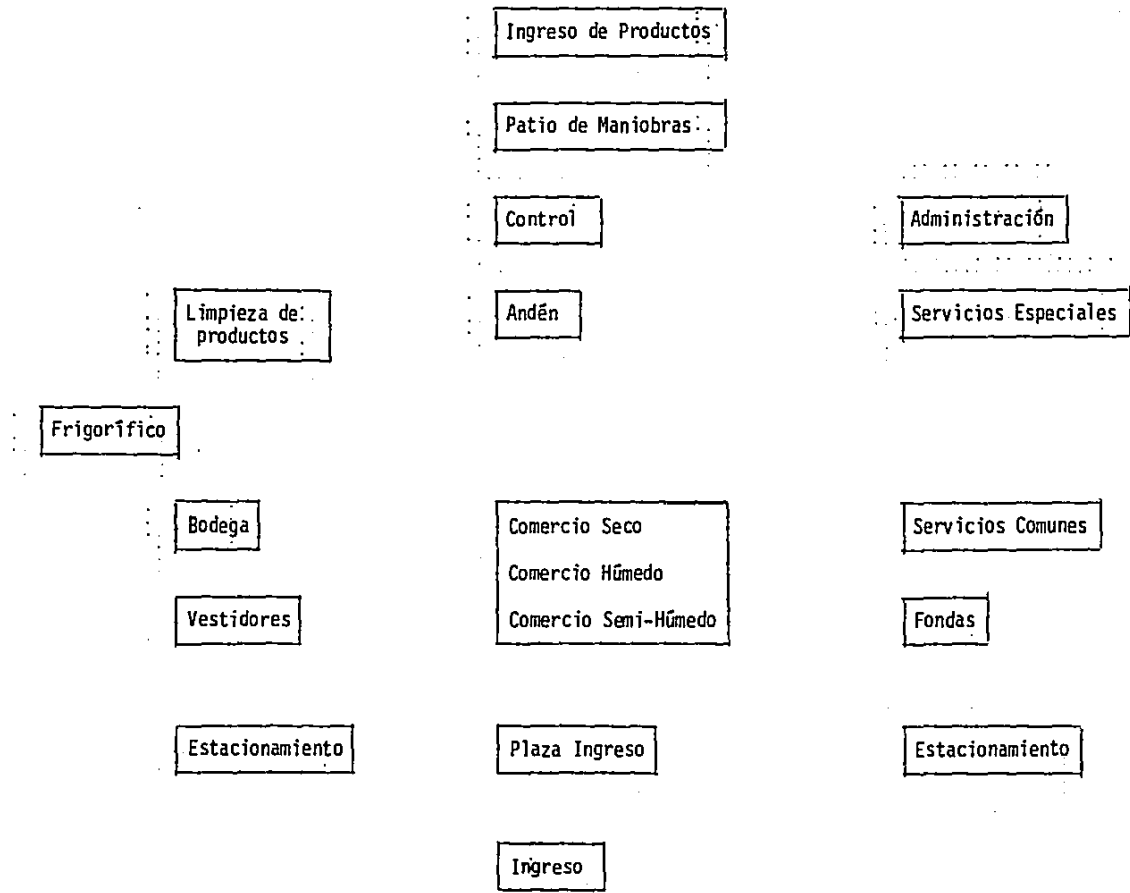 Ingreso de Productos
Patio de Maniobras
Control
Administración
Limpieza de
productos
Andén
Servicios Especiales
Frigorífico
Bodega
Comercio Seco
Comercio Húmedo
Comercio Semi-Húmedo
Servicios Comunes
Vestidores
Fondas
Estacionamiento
Plaza Ingreso
Estacionamiento
Ingreso